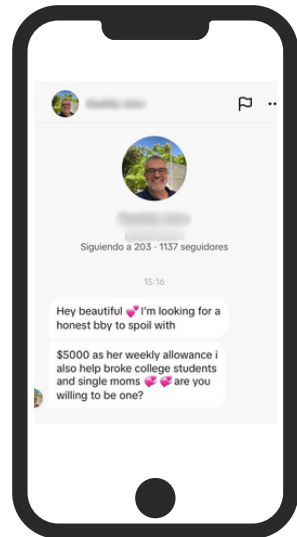 Siguiendo a 203 · 1137 seguidores
15:16
Hey beautiful 💕 I'm looking for a
honest bby to spoil with
$5000 as her weekly allowance i
also help broke college students
and single moms 💞 💞 are you
willing to be one?